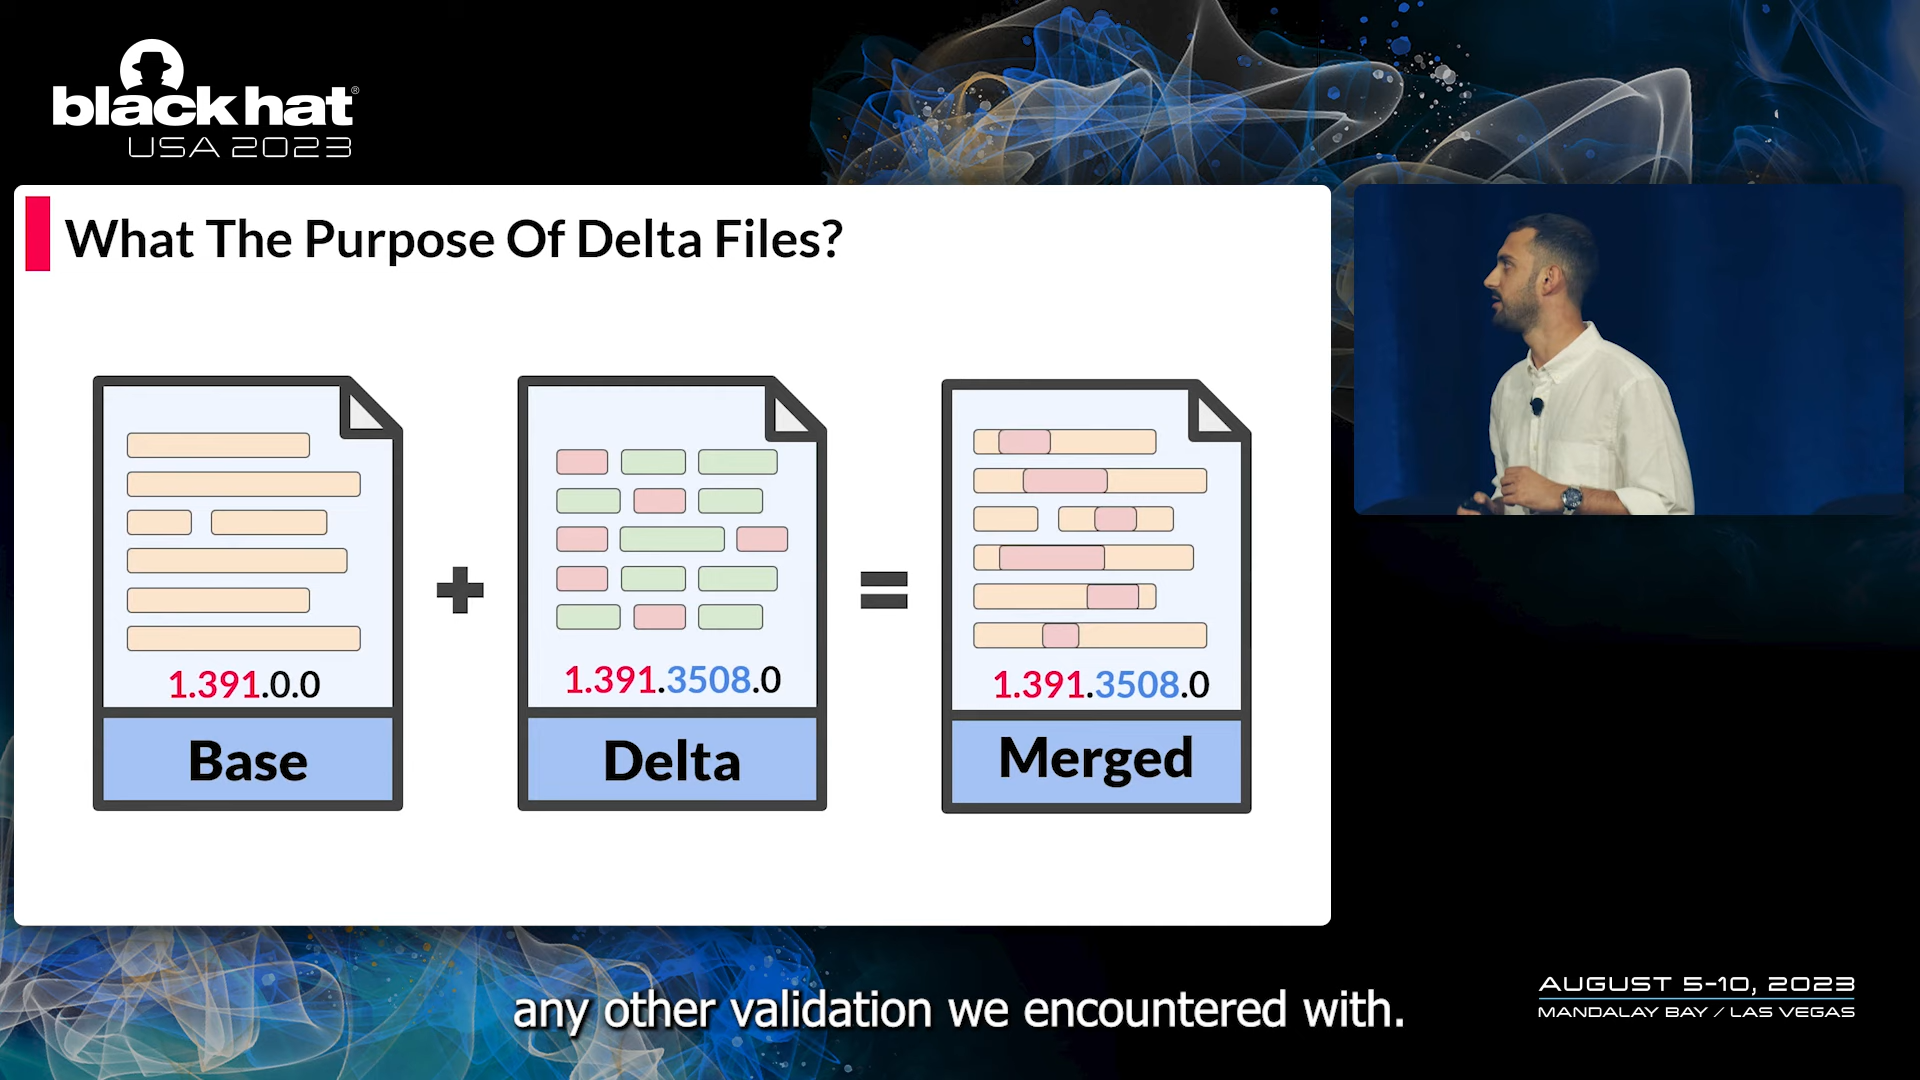 black hat®
USA 2023
What The Purpose Of Delta Files?
1.391.0.0
Base
+
1.391.3508.0
Delta
=
1.391.3508.0
Merged
any other validation we encountered with.
AUGUST 5-10, 2023
MANDALAY BAY / LAS VEGAS